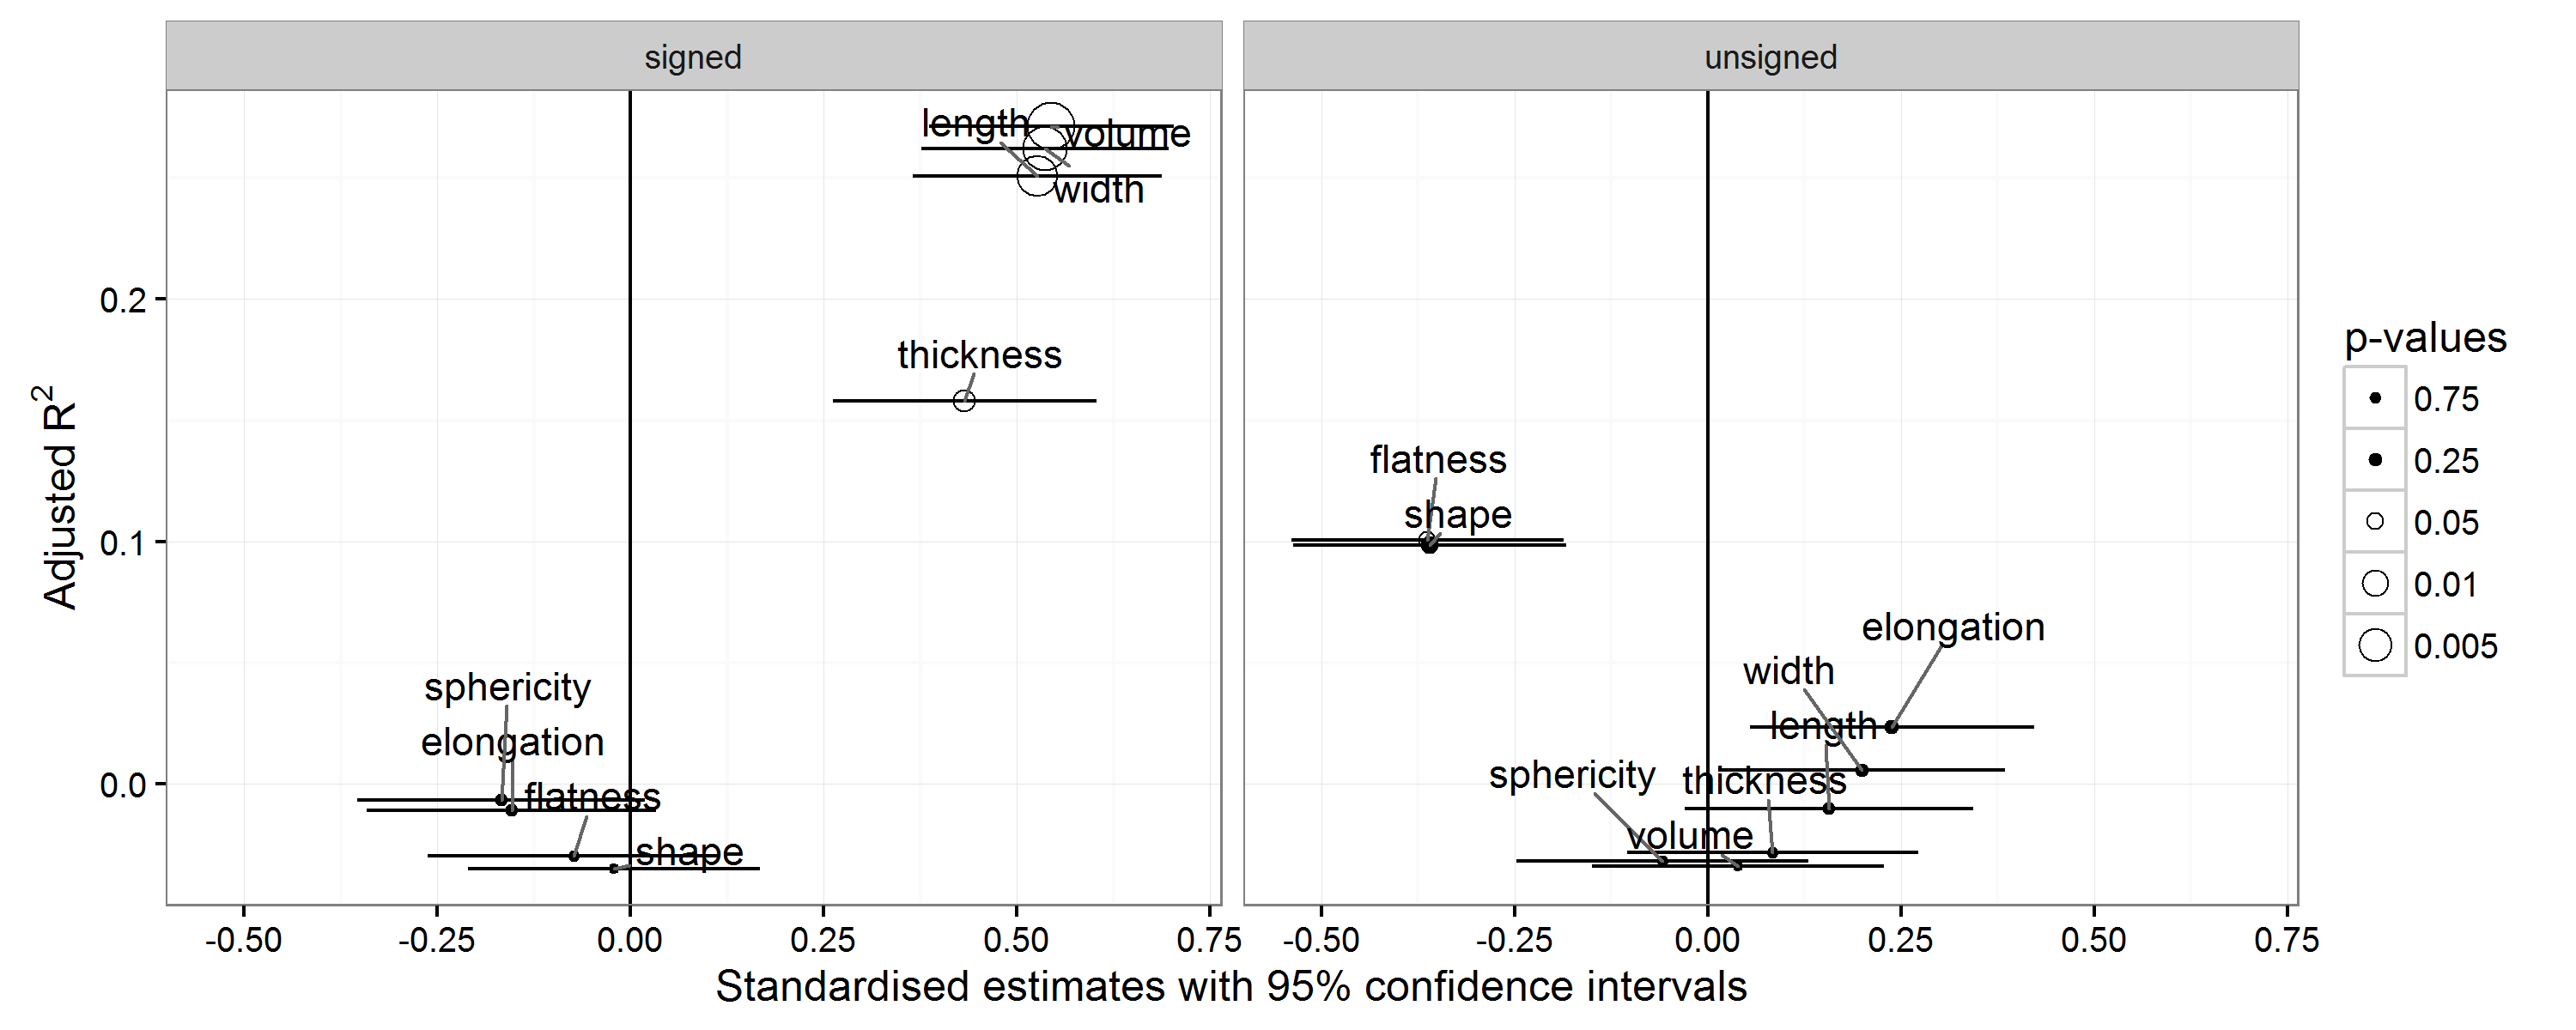 signed
unsigned
length
volume
width
thickness
sphericity
elongation
flatness
shape
flatness
shape
elongation
width
length
sphericity
thickness
volume
Adjusted R²
0.2
0.1
0.0
-0.50 -0.25 0.00 0.25 0.50 0.75
-0.50 -0.25 0.00 0.25 0.50 0.75
Standardised estimates with 95% confidence intervals
p-values
0.75
0.25
0.05
0.01
0.005